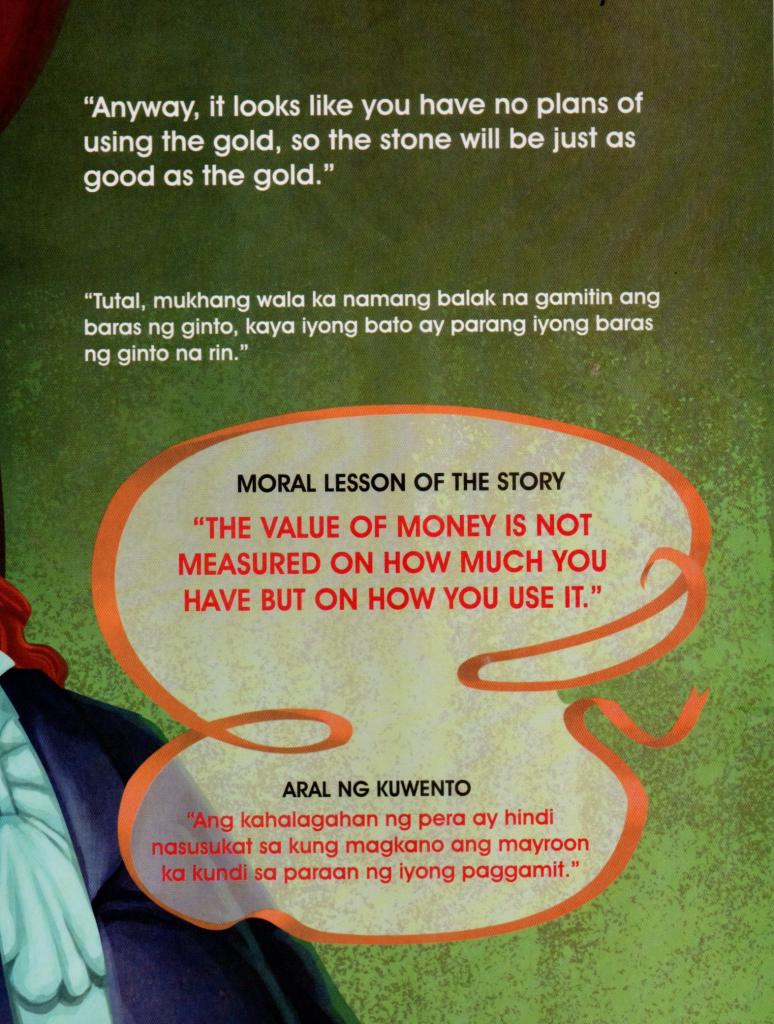 “Anyway, it looks like you have no plans of
using the gold, so the stone will be just as
good as the gold.”
“Tutal, mukhang wala ka namang balak na gamitin ang
baras ng ginto, kaya iyong bato ay parang iyong baras
ng ginto na rin.”
MORAL LESSON OF THE STORY
“THE VALUE OF MONEY IS NOT
MEASURED ON HOW MUCH YOU
HAVE BUT ON HOW YOU USE IT.”
ARAL NG KUWENTO
“Ang kahalagahan ng pera ay hindi
nasusukat sa kung magkano ang mayroon
ka kundi sa paraan ng iyong paggamit.”